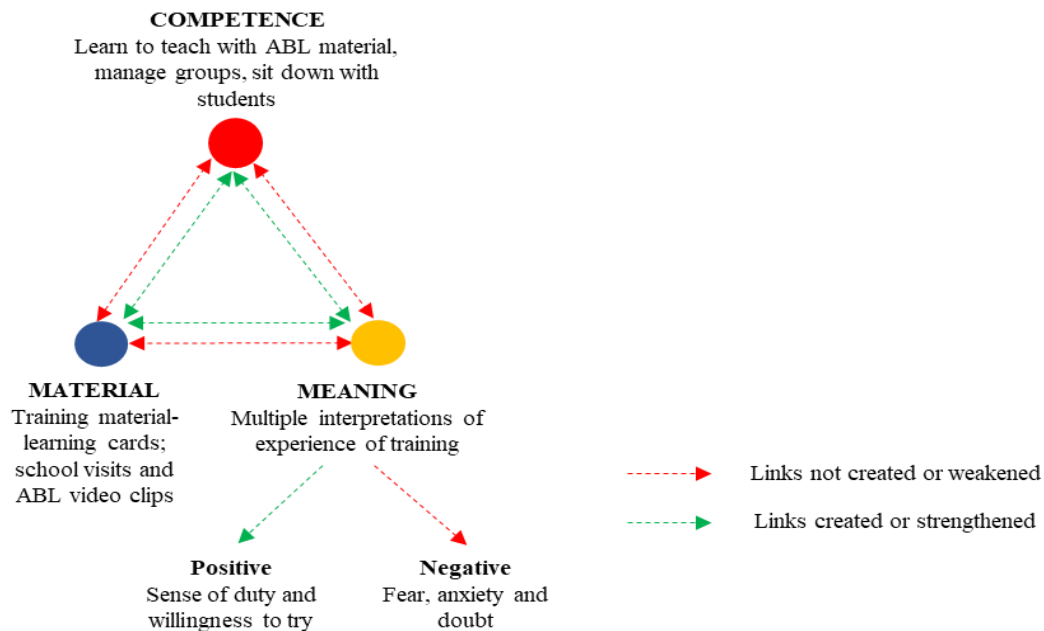 COMPETENCE
Learn to teach with ABL material,
manage groups, sit down with
students
MATERIAL
Training material-
learning cards;
school visits and
ABL video clips
MEANING
Multiple interpretations of
experience of training
Links not created or weakened
Links created or strengthened
Positive
Sense of duty and
willingness to try
Negative
Fear, anxiety and
doubt